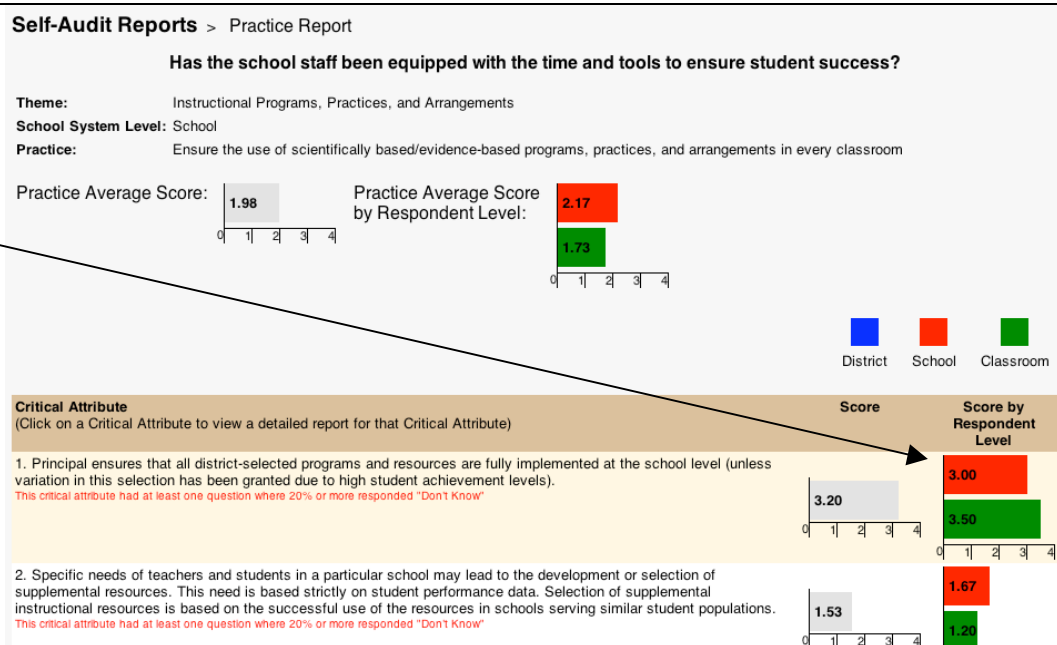 Self-Audit Reports > Practice Report
Has the school staff been equipped with the time and tools to ensure student success?
Theme: Instructional Programs, Practices, and Arrangements
School System Level: School
Practice: Ensure the use of scientifically based/evidence-based programs, practices, and arrangements in every classroom
Practice Average Score:
1.98
0 1 2 3 4
Practice Average Score
by Respondent Level:
2.17
1.73
0 1 2 3 4
District School Classroom
Critical Attribute
(Click on a Critical Attribute to view a detailed report for that Critical Attribute)
Score
Score by
Respondent
Level
1. Principal ensures that all district-selected programs and resources are fully implemented at the school level (unless
variation in this selection has been granted due to high student achievement levels).
This critical attribute had at least one question where 20% or more responded "Don't Know"
3.20
0 1 2 3 4
3.00
3.50
0 1 2 3 4
2. Specific needs of teachers and students in a particular school may lead to the development or selection of
supplemental resources. This need is based strictly on student performance data. Selection of supplemental
instructional resources is based on the successful use of the resources in schools serving similar student populations.
This critical attribute had at least one question where 20% or more responded "Don't Know"
1.53
0 1 2 3 4
1.67
1.20